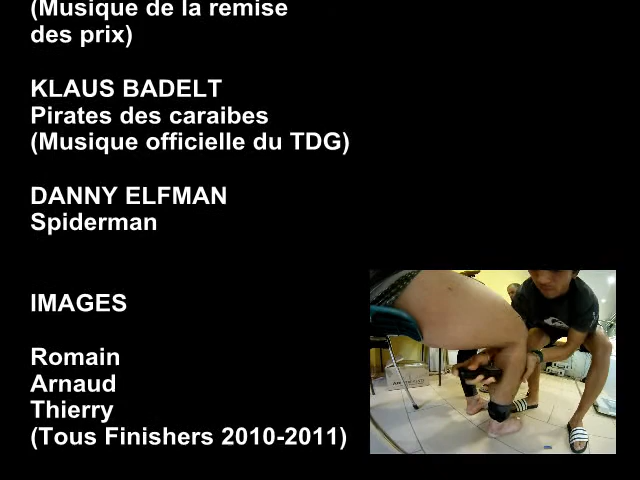 (Musique de la remise
des prix)
KLAUS BADELT
Pirates des caraibes
(Musique officielle du TDG)
DANNY ELFMAN
Spiderman
IMAGES
Romain
Arnaud
Thierry
(Tous Finishers 2010-2011)